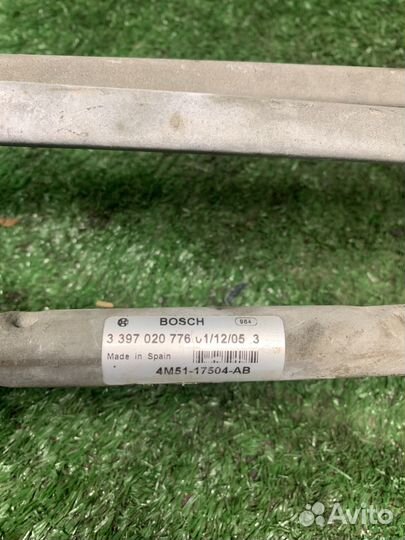 BOSCH 964
3 397 020 776 01/12/05 3
Made in Spain
4M51-17504-AB
Avito